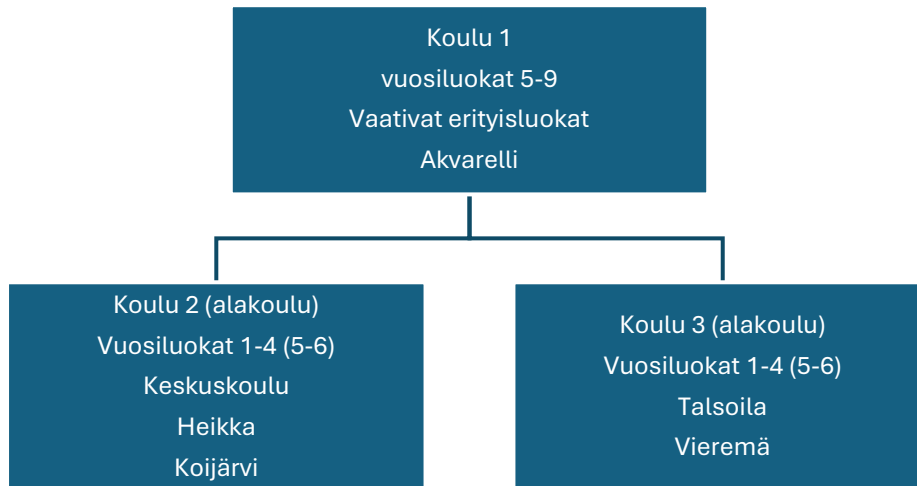 Koulu 1
vuosiluokat 5-9
Vaativat erityisluokat
Akvarelli
Koulu 2 (alakoulu)
Vuosiluokat 1-4 (5-6)
Keskuskoulu
Heikka
Koijärvi
Koulu 3 (alakoulu)
Vuosiluokat 1-4 (5-6)
Talsoila
Vieremä